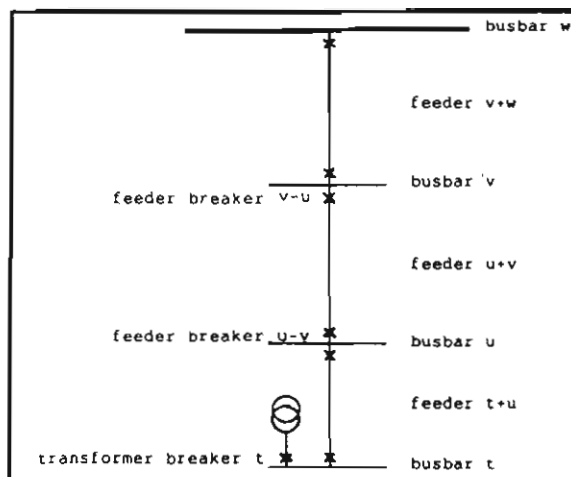 busbar w
feeder v+w
busbar v
feeder breaker v-u
feeder u+v
feeder breaker u-v
busbar u
feeder t+u
transformer breaker t
busbar t